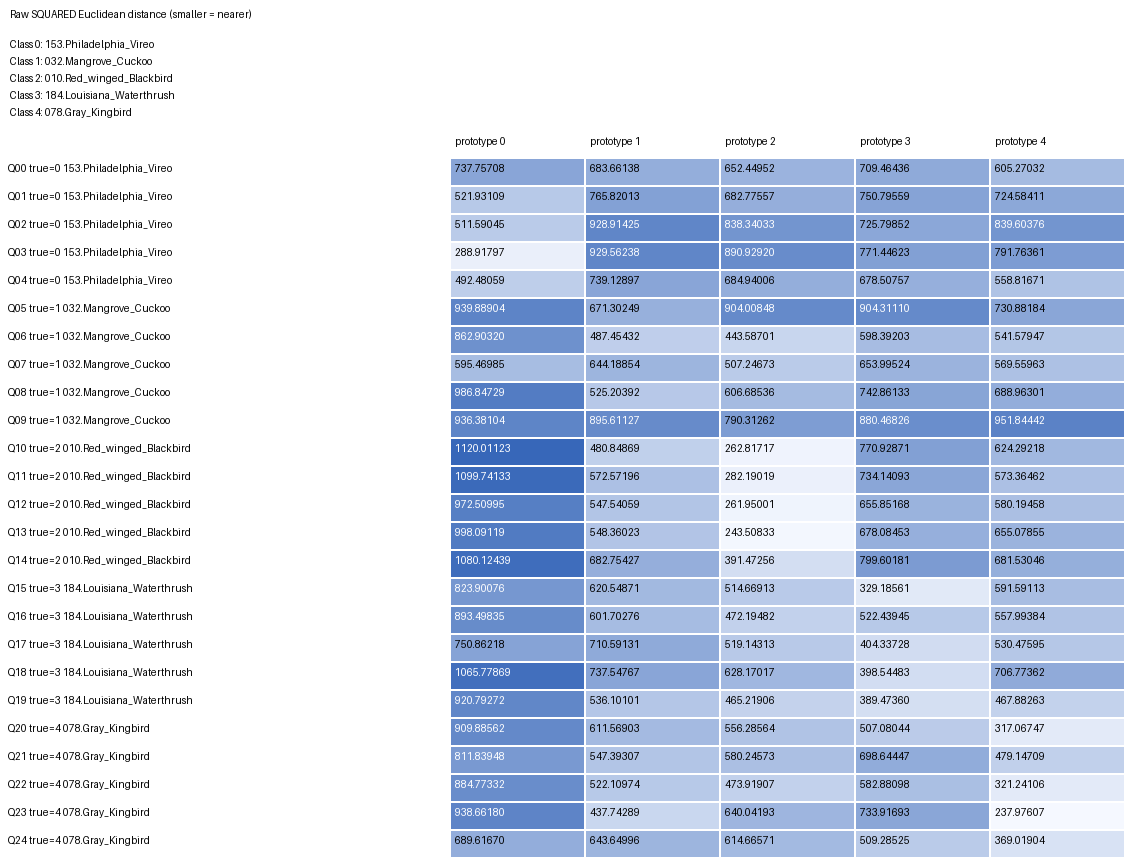 Raw SQUARED Euclidean distance (smaller = nearer)
Class 0: 153.Philadelphia_Vireo
Class 1: 032.Mangrove_Cuckoo
Class 2: 010.Red_winged_Blackbird
Class 3: 184.Louisiana_Waterthrush
Class 4: 078.Gray_Kingbird
prototype 0 prototype 1 prototype 2 prototype 3 prototype 4
Q00 true=0 153.Philadelphia_Vireo 737.75708 683.66138 652.44952 709.46436 605.27032
Q01 true=0 153.Philadelphia_Vireo 521.93109 765.82013 682.77557 750.79559 724.58411
Q02 true=0 153.Philadelphia_Vireo 511.59045 928.91425 838.34033 725.79852 839.60376
Q03 true=0 153.Philadelphia_Vireo 288.91797 929.56238 890.92920 771.44623 791.76361
Q04 true=0 153.Philadelphia_Vireo 492.48059 739.12897 684.94006 678.50757 558.81671
Q05 true=1 032.Mangrove_Cuckoo 939.88904 671.30249 904.00848 904.31110 730.88184
Q06 true=1 032.Mangrove_Cuckoo 862.90320 487.45432 443.58701 598.39203 541.57947
Q07 true=1 032.Mangrove_Cuckoo 595.46985 644.18854 507.24673 653.99524 569.55963
Q08 true=1 032.Mangrove_Cuckoo 986.84729 525.20392 606.68536 742.86133 688.96301
Q09 true=1 032.Mangrove_Cuckoo 936.38104 895.61127 790.31262 880.46826 951.84442
Q10 true=2 010.Red_winged_Blackbird 1120.01123 480.84869 262.81717 770.92871 624.29218
Q11 true=2 010.Red_winged_Blackbird 1099.74133 572.57196 282.19019 734.14093 573.36462
Q12 true=2 010.Red_winged_Blackbird 972.50995 547.54059 261.95001 655.85168 580.19458
Q13 true=2 010.Red_winged_Blackbird 998.09119 548.36023 243.50833 678.08453 655.07855
Q14 true=2 010.Red_winged_Blackbird 1080.12439 682.75427 391.47256 799.60181 681.53046
Q15 true=3 184.Louisiana_Waterthrush 823.90076 620.54871 514.66913 329.18561 591.59113
Q16 true=3 184.Louisiana_Waterthrush 893.49835 601.70276 472.19482 522.43945 557.99384
Q17 true=3 184.Louisiana_Waterthrush 750.86218 710.59131 519.14313 404.33728 530.47595
Q18 true=3 184.Louisiana_Waterthrush 1065.77869 737.54767 628.17017 398.54483 706.77362
Q19 true=3 184.Louisiana_Waterthrush 920.79272 536.10101 465.21906 389.47360 467.88263
Q20 true=4 078.Gray_Kingbird 909.88562 611.56903 556.28564 507.08044 317.06747
Q21 true=4 078.Gray_Kingbird 811.83948 547.39307 580.24573 698.64447 479.14709
Q22 true=4 078.Gray_Kingbird 884.77332 522.10974 473.91907 582.88098 321.24106
Q23 true=4 078.Gray_Kingbird 938.66180 437.74289 640.04193 733.91693 237.97607
Q24 true=4 078.Gray_Kingbird 689.61670 643.64996 614.66571 509.28525 369.01904